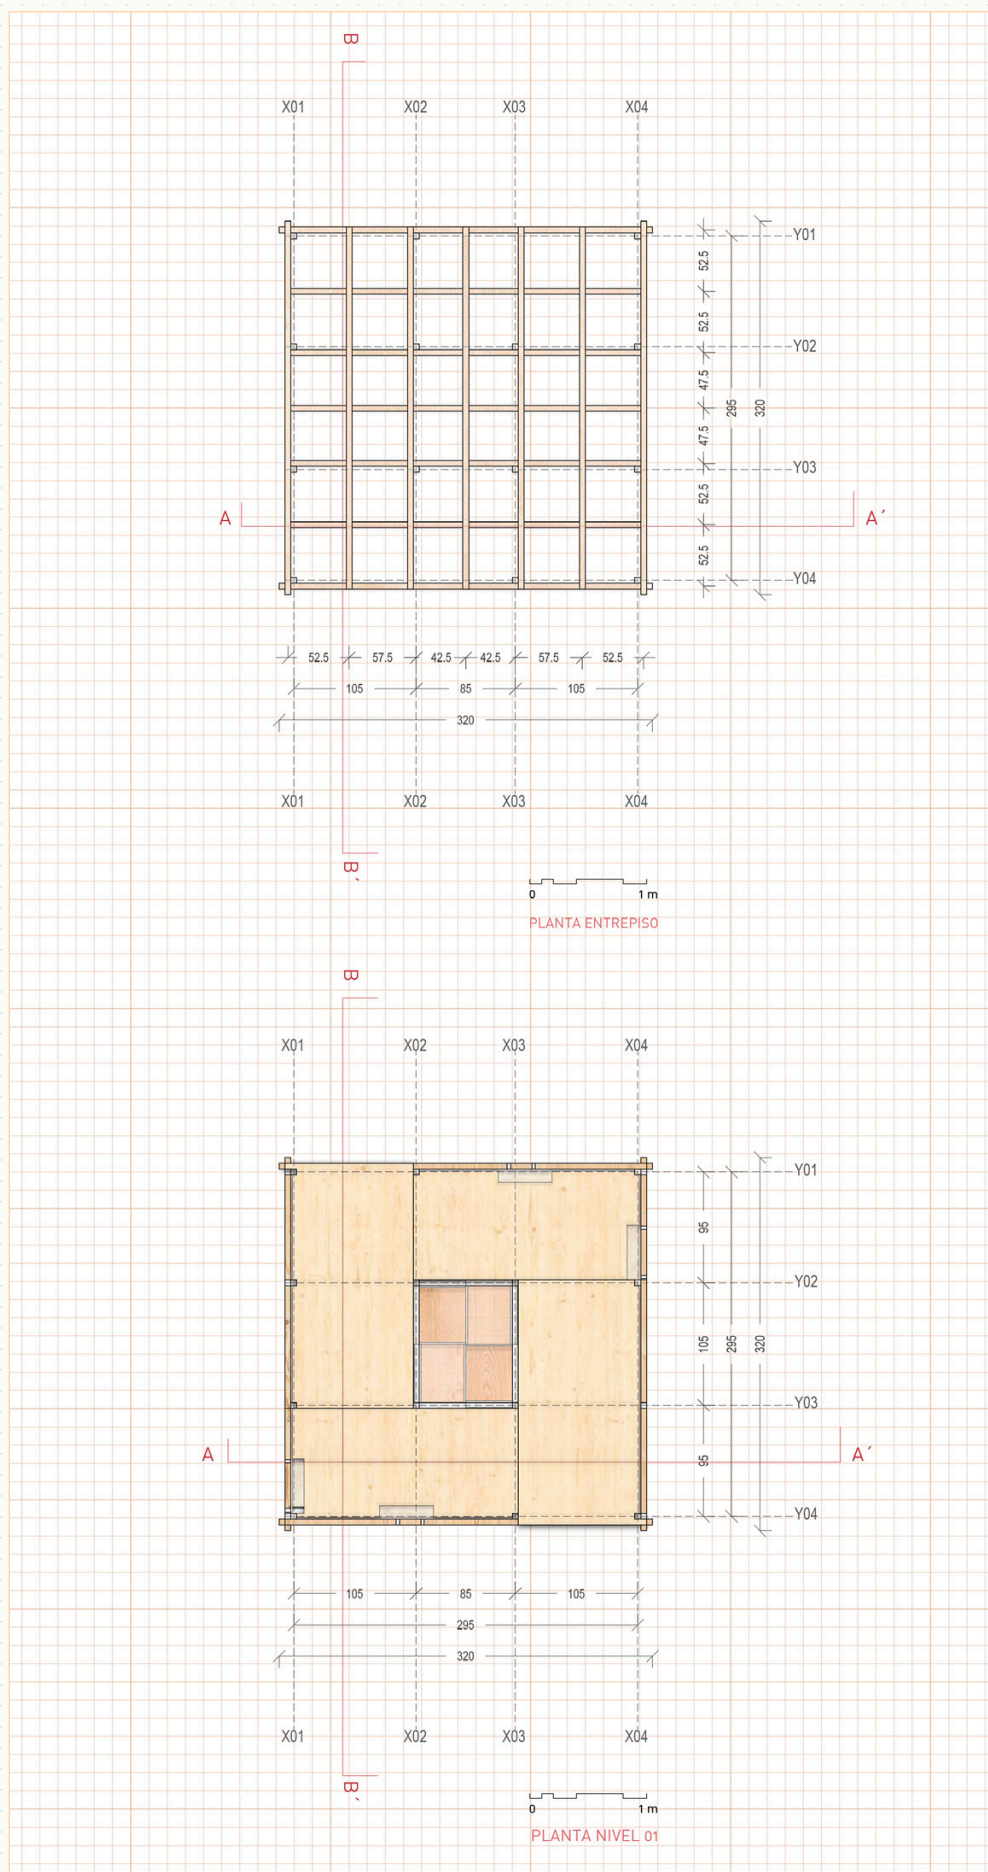 B
X01 X02 X03 X04
Y01
52.5
52.5
Y02
47.5
295 320
47.5
Y03
52.5
A A´
52.5
Y04
52.5 57.5 42.5 42.5 57.5 52.5
105 85 105
320
X01 X02 X03 X04
B´
0 1 m
PLANTA ENTREPISO
B
X01 X02 X03 X04
Y01
95
Y02
105 295 320
Y03
A 95 A´
Y04
105 85 105
295
320
X01 X02 X03 X04
B´
0 1 m
PLANTA NIVEL 01